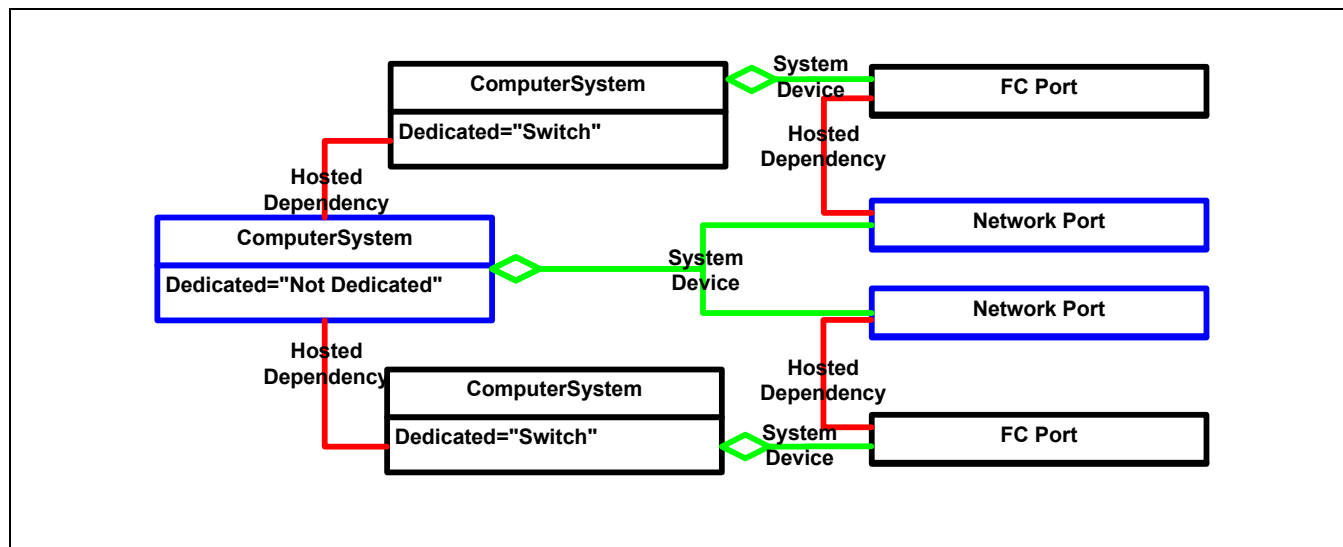 System
Device
ComputerSystem
FC Port
Dedicated="Switch"
Hosted
Dependency
Hosted
Dependency
Network Port
ComputerSystem
System
Device
Dedicated="Not Dedicated"
Network Port
Hosted
Dependency
Hosted
Dependency
ComputerSystem
Dedicated="Switch"
System
Device
FC Port